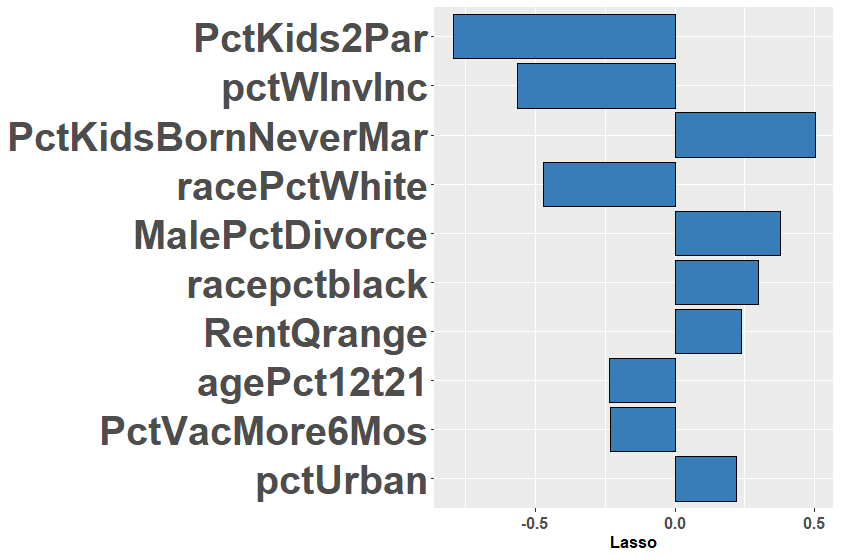 PctKids2Par
pctWInvInc
PctKidsBornNeverMar
racePctWhite
MalePctDivorce
racepctblack
RentQrange
agePct12t21
PctVacMore6Mos
pctUrban
-0.5 0.0 0.5
Lasso